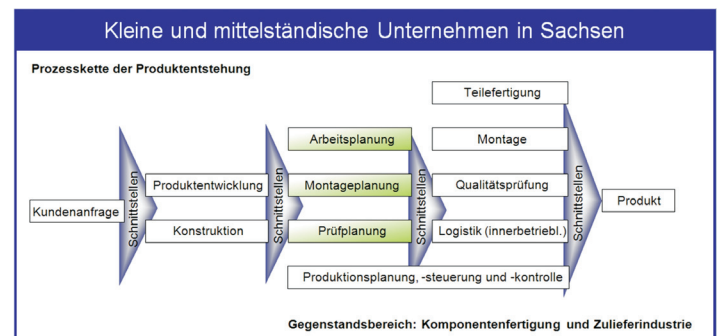 Kleine und mittelständische Unternehmen in Sachsen
Prozesskette der Produktentstehung
Kundenanfrage
Schnittstellen
Produktentwicklung
Konstruktion
Schnittstellen
Arbeitsplanung
Montageplanung
Prüfplanung
Schnittstellen
Teilefertigung
Montage
Qualitätsprüfung
Logistik (innerbetriebl.)
Produktionsplanung, -steuerung und -kontrolle
Schnittstellen
Produkt
Gegenstandsbereich: Komponentenfertigung und Zulieferindustrie